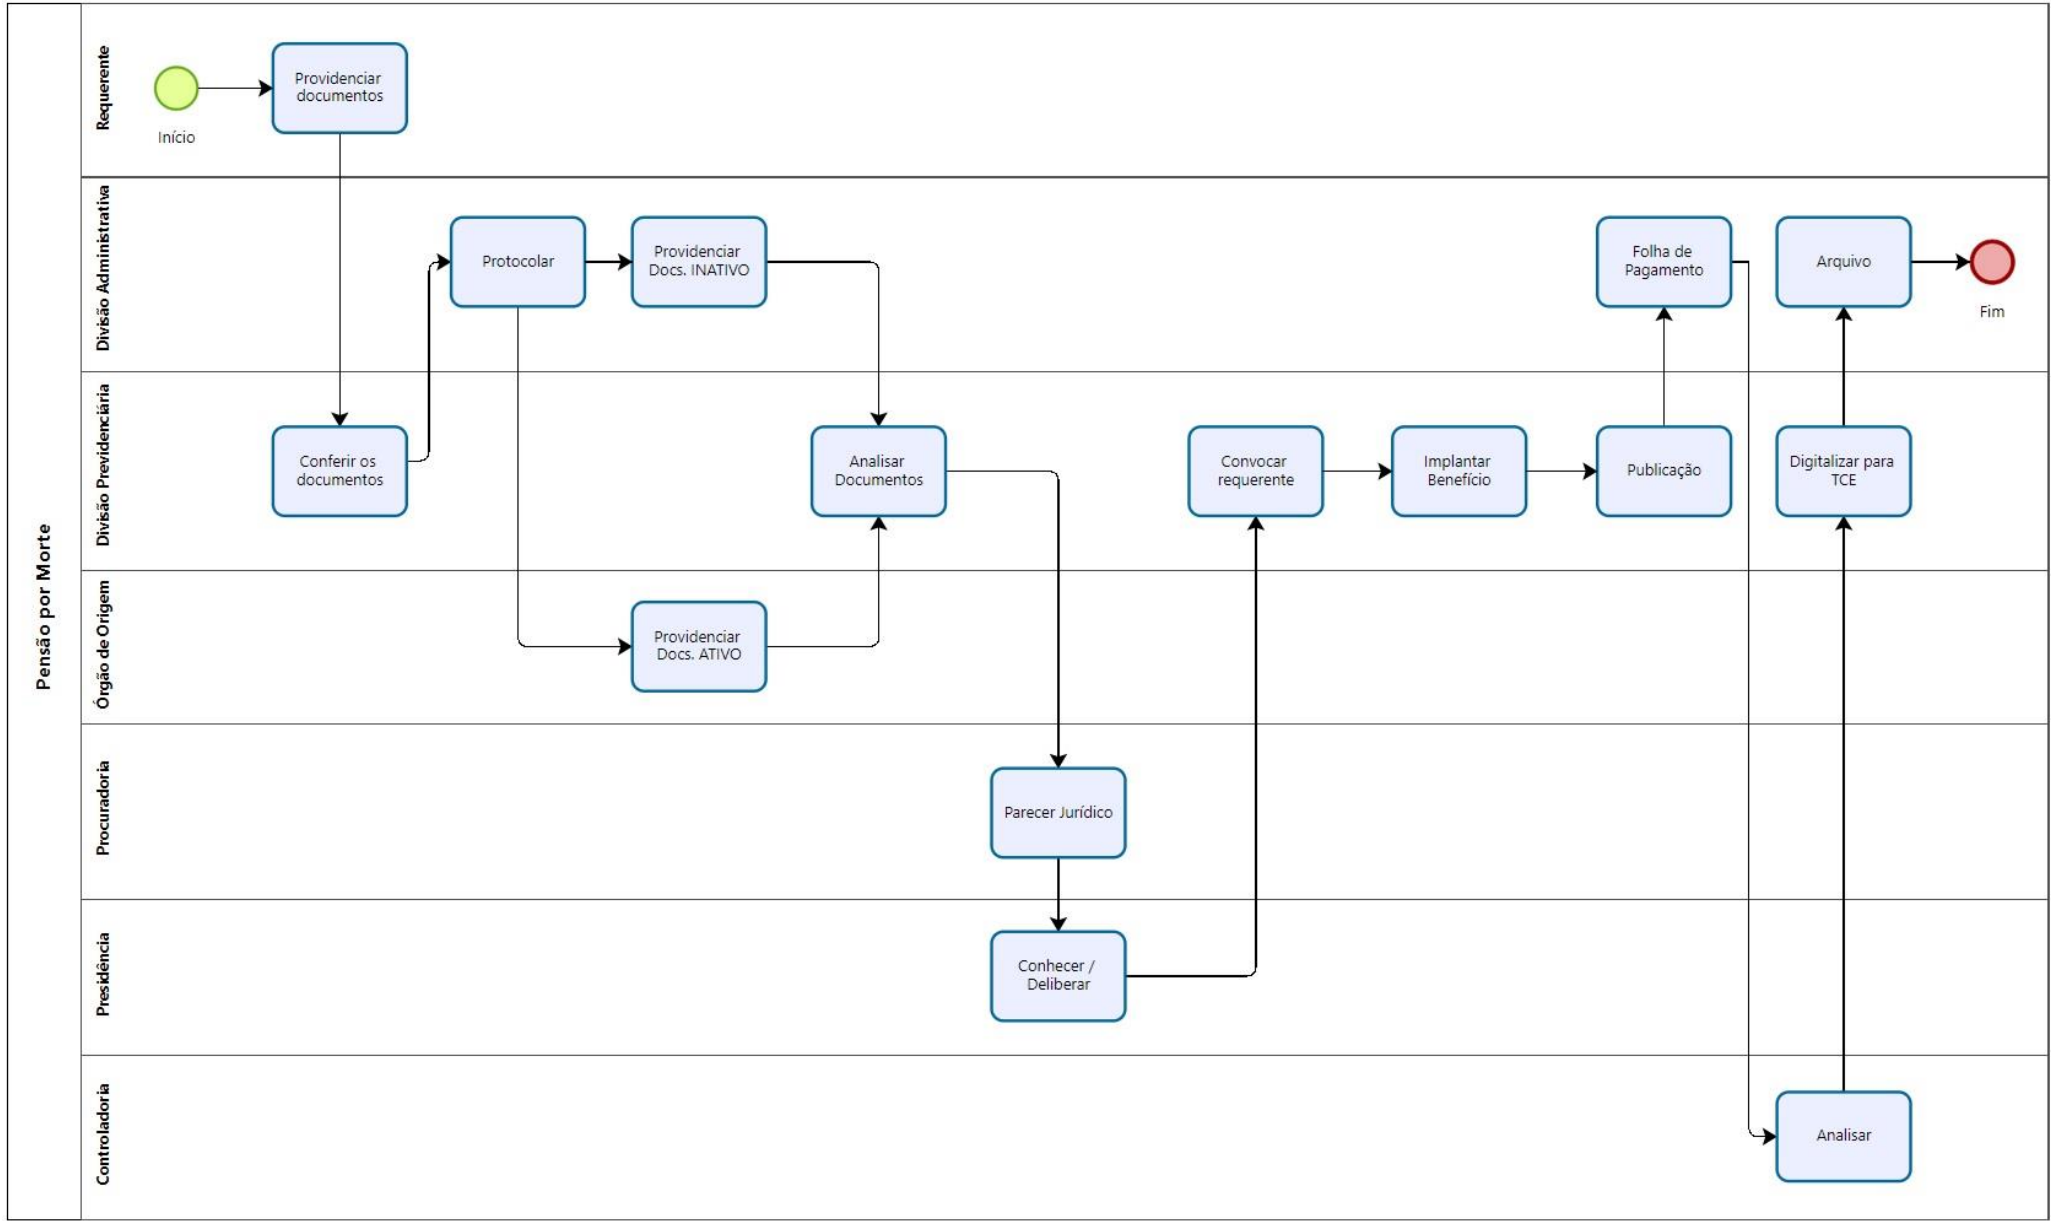 Pensão por Morte
Requerente
Início
Providenciar
documentos
Divisão Administrativa
Protocolar
Providenciar
Docs. INATIVO
Folha de
Pagamento
Arquivo
Fim
Divisão Previdenciária
Conferir os
documentos
Analisar
Documentos
Convocar
requerente
Implantar
Benefício
Publicação
Digitalizar para
TCE
Órgão de Origem
Providenciar
Docs. ATIVO
Procuradoria
Parecer Jurídico
Presidência
Conhecer /
Deliberar
Controladoria
Analisar